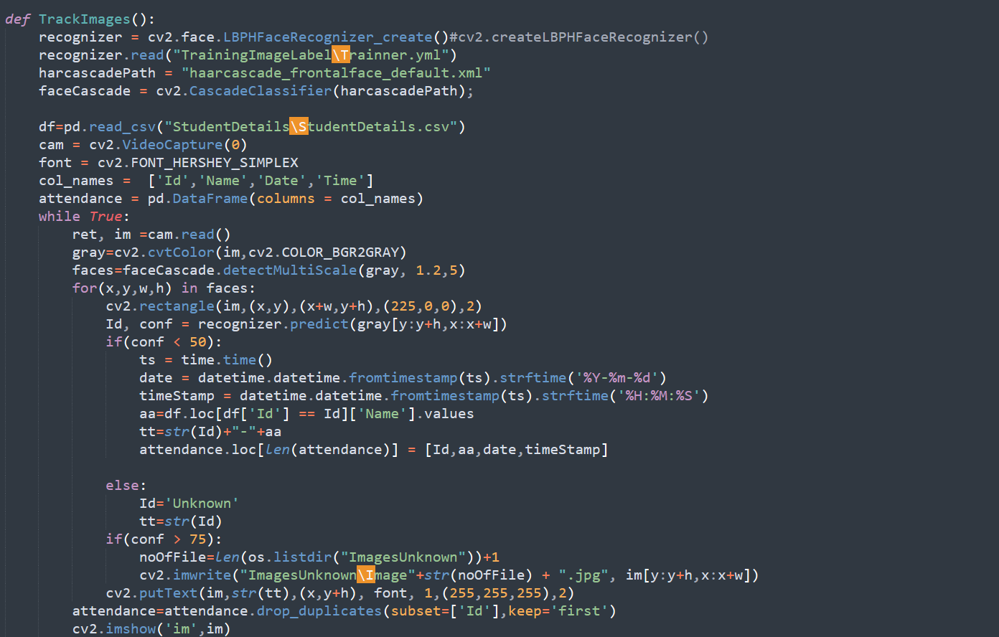 def TrackImages():
    recognizer = cv2.face.LBPHFaceRecognizer_create()#cv2.createLBPHFaceRecognizer()
    recognizer.read("TrainingImageLabel\Trainner.yml")
    harcascadePath = "haarcascade_frontalface_default.xml"
    faceCascade = cv2.CascadeClassifier(harcascadePath);

    df=pd.read_csv("StudentDetails\StudentDetails.csv")
    cam = cv2.VideoCapture(0)
    font = cv2.FONT_HERSHEY_SIMPLEX
    col_names =  ['Id','Name','Date','Time']
    attendance = pd.DataFrame(columns = col_names)
    while True:
        ret, im =cam.read()
        gray=cv2.cvtColor(im,cv2.COLOR_BGR2GRAY)
        faces=faceCascade.detectMultiScale(gray, 1.2,5)
        for(x,y,w,h) in faces:
            cv2.rectangle(im,(x,y),(x+w,y+h),(225,0,0),2)
            Id, conf = recognizer.predict(gray[y:y+h,x:x+w])
            if(conf < 50):
                ts = time.time()
                date = datetime.datetime.fromtimestamp(ts).strftime('%Y-%m-%d')
                timeStamp = datetime.datetime.fromtimestamp(ts).strftime('%H:%M:%S')
                aa=df.loc[df['Id'] == Id]['Name'].values
                tt=str(Id)+"-"+aa
                attendance.loc[len(attendance)] = [Id,aa,date,timeStamp]

            else:
                Id='Unknown'
                tt=str(Id)
            if(conf > 75):
                noOfFile=len(os.listdir("ImagesUnknown"))+1
                cv2.imwrite("ImagesUnknown\Image"+str(noOfFile) + ".jpg", im[y:y+h,x:x+w])
            cv2.putText(im,str(tt),(x,y+h), font, 1,(255,255,255),2)
        attendance=attendance.drop_duplicates(subset=['Id'],keep='first')
        cv2.imshow('im',im)